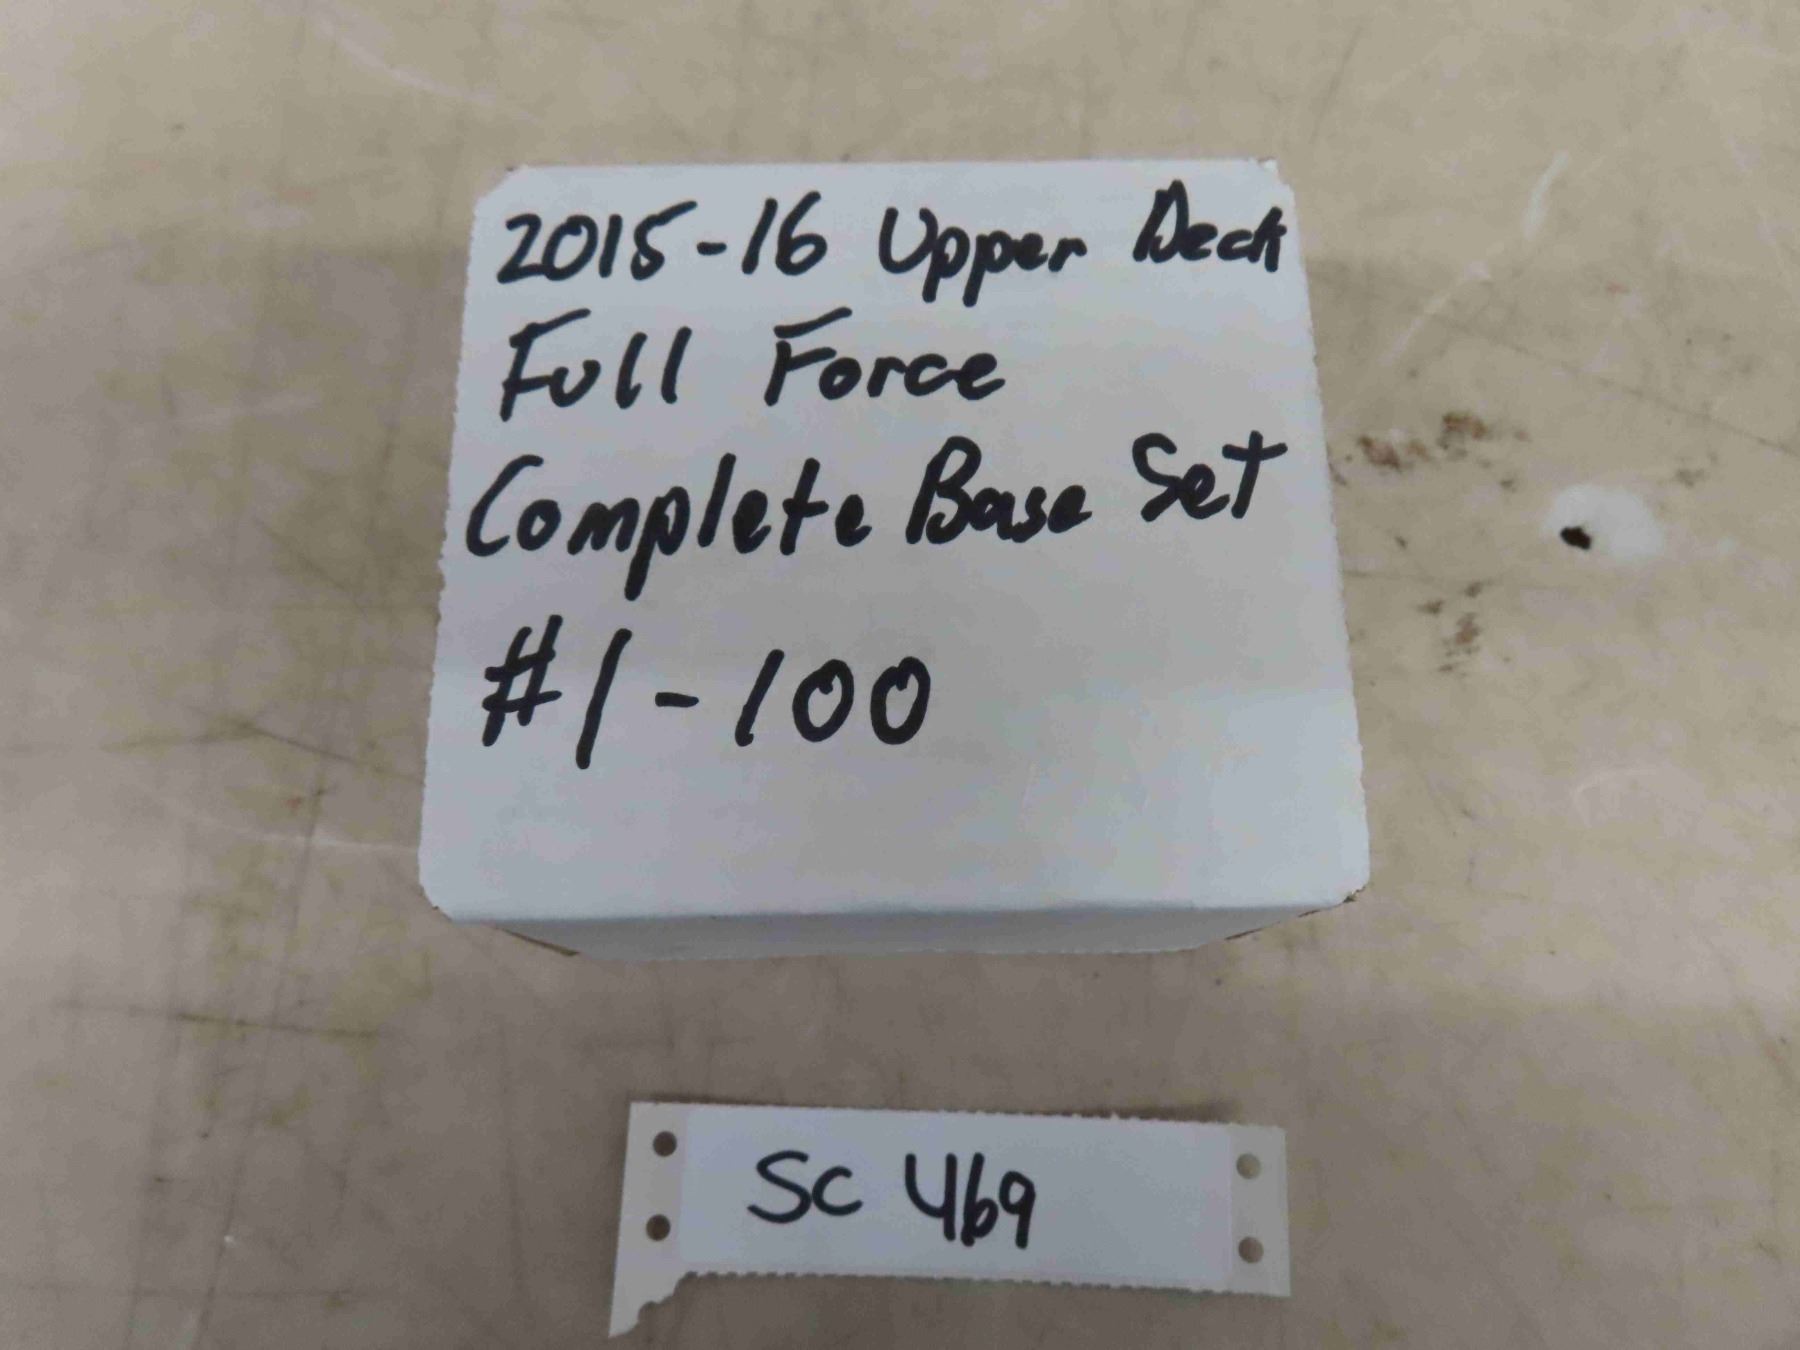 2015-16 Upper Deck
Full Force
Complete Base Set
#1-100
SC 469